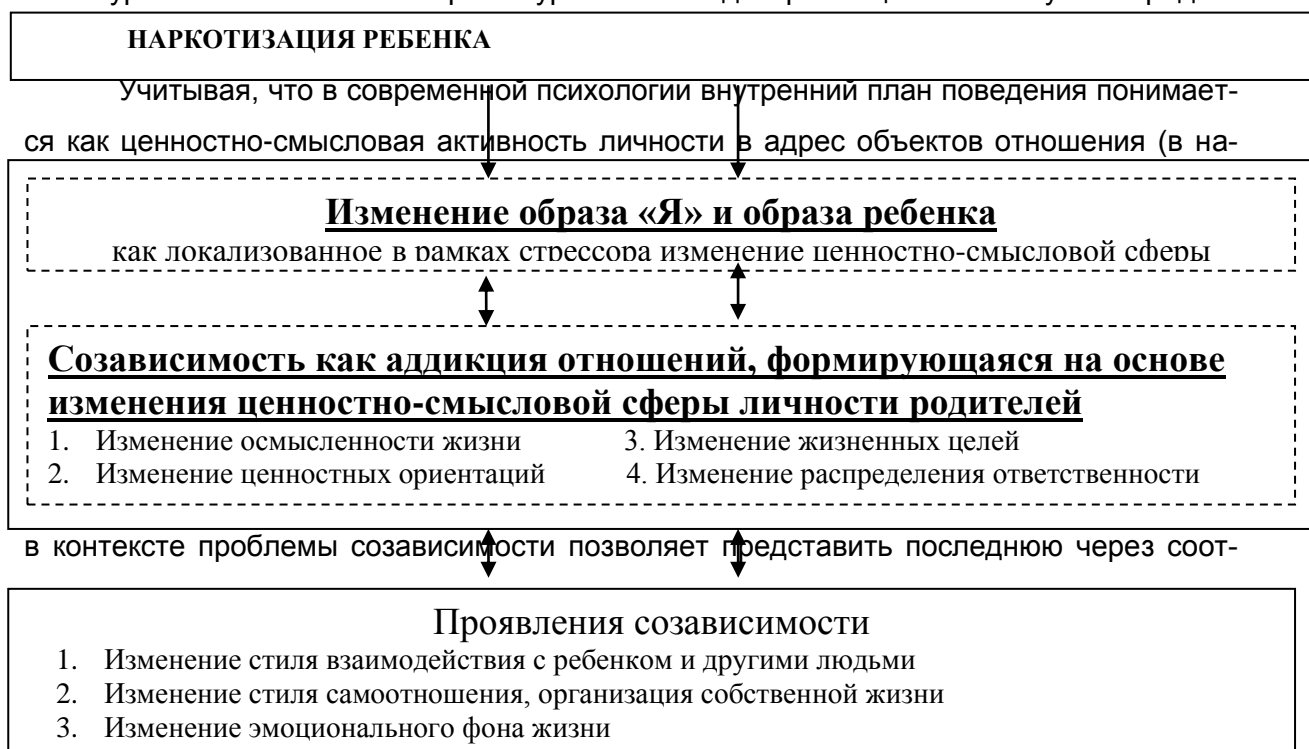 НАРКОТИЗАЦИЯ РЕБЕНКА
Учитывая, что в современной психологии внутренний план поведения понимает-
ся как ценностно-смысловая активность личности в адрес объектов отношения (в на-
Изменение образа «Я» и образа ребенка
как локализованное в рамках стрессора изменение ценностно-смысловой сферы
Созависимость как аддикция отношений, формирующаяся на основе
изменения ценностно-смысловой сферы личности родителей
1. Изменение осмысленности жизни 3. Изменение жизненных целей
2. Изменение ценностных ориентаций 4. Изменение распределения ответственности
в контексте проблемы созависимости позволяет представить последнюю через соот-
Проявления созависимости
1. Изменение стиля взаимодействия с ребенком и другими людьми
2. Изменение стиля самоотношения, организация собственной жизни
3. Изменение эмоционального фона жизни